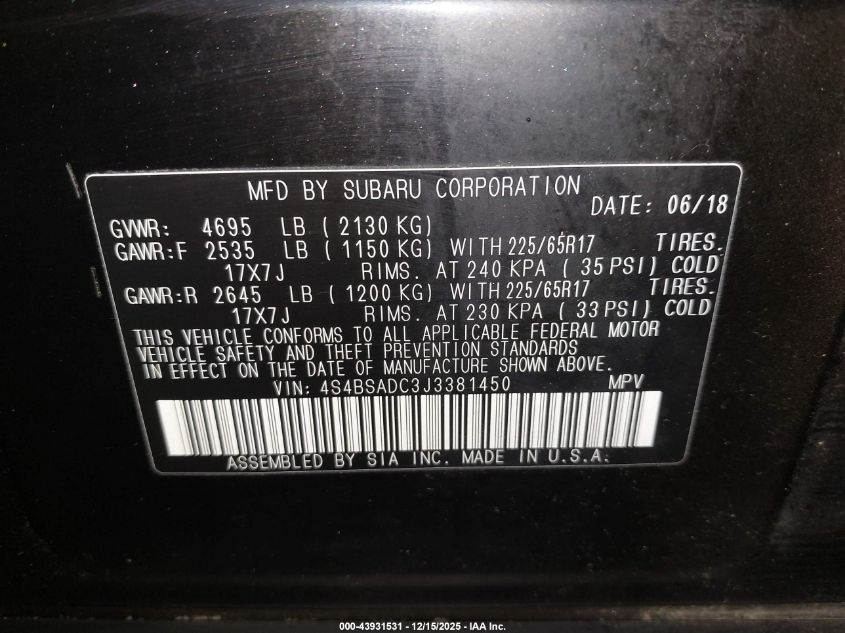 MFD BY SUBARU CORPORATION DATE: 06/18
GVWR: 4695 LB ( 2130 KG)
GAWR:F 2535 LB ( 1150 KG) WITH 225/65R17 TIRES.
17X7J RIMS. AT 240 KPA ( 35 PSI) COLD
GAWR:R 2645 LB ( 1200 KG) WITH 225/65R17 TIRES.
17X7J RIMS. AT 230 KPA ( 33 PSI) COLD
THIS VEHICLE CONFORMS TO ALL APPLICABLE FEDERAL MOTOR
VEHICLE SAFETY AND THEFT PREVENTION STANDARDS
IN EFFECT ON THE DATE OF MANUFACTURE SHOWN ABOVE.
VIN: 4S4BSADC3J3381450 MPV
ASSEMBLED BY SIA INC. MADE IN U.S.A.
000-43931531 - 12/15/2025 - IAA Inc.